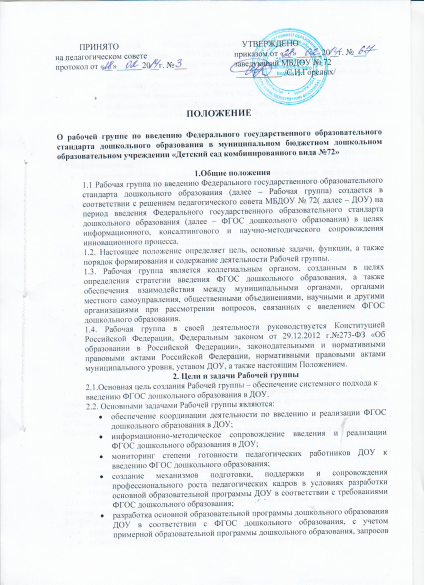 ПРИНЯТО
на педагогическом совете
протокол от «28» 02 2014г. № 3
УТВЕРЖДЕНО
приказом от «28» 02 2014г. № 64
заведующий МБДОУ № 72
С.И.Горелых
ПОЛОЖЕНИЕ
О рабочей группе по введению Федерального государственного образовательного
стандарта дошкольного образования в муниципальном бюджетном дошкольном
образовательном учреждении «Детский сад комбинированного вида №72»
1.Общие положения
1.1 Рабочая группа по введению Федерального государственного образовательного
стандарта дошкольного образования (далее – Рабочая группа) создается в
соответствии с решением педагогического совета МБДОУ № 72( далее – ДОУ) на
период введения Федерального государственного образовательного стандарта
дошкольного образования (далее – ФГОС дошкольного образования) в целях
информационного, консалтингового и научно-методического сопровождения
инновационного процесса.
1.2. Настоящее положение определяет цель, основные задачи, функции, а также
порядок формирования и содержание деятельности Рабочей группы.
1.3. Рабочая группа является коллегиальным органом, созданным в целях
определения стратегии введения ФГОС дошкольного образования, а также
обеспечения взаимодействия между муниципальными органами, органами
местного самоуправления, общественными объединениями, научными и другими
организациями при рассмотрении вопросов, связанных с введением ФГОС
дошкольного образования.
1.4. Рабочая группа в своей деятельности руководствуется Конституцией
Российской Федерации, Федеральным законом от 29.12.2012 г.№273-ФЗ «Об
образовании в Российской Федерации», законодательными и нормативными
правовыми актами Российской Федерации, нормативными правовыми актами
муниципального уровня, уставом ДОУ, а также настоящим Положением.
2. Цели и задачи Рабочей группы
2.1.Основная цель создания Рабочей группы – обеспечение системного подхода к
введению ФГОС дошкольного образования в ДОУ.
2.2. Основными задачами Рабочей группы являются:
• обеспечение координации деятельности по введению и реализации ФГОС
дошкольного образования в ДОУ;
• информационно-методическое сопровождение введения и реализации
ФГОС дошкольного образования в ДОУ;
• мониторинг степени готовности педагогических работников ДОУ к
введению ФГОС дошкольного образования;
• создание механизмов подготовки, поддержки и сопровождения
профессионального роста педагогических кадров в условиях разработки
основной образовательной программы ДОУ в соответствии с требованиями
ФГОС дошкольного образования;
• разработка основной образовательной программы дошкольного образования
ДОУ в соответствии с ФГОС дошкольного образования, с учетом
примерной образовательной программы дошкольного образования, запросов